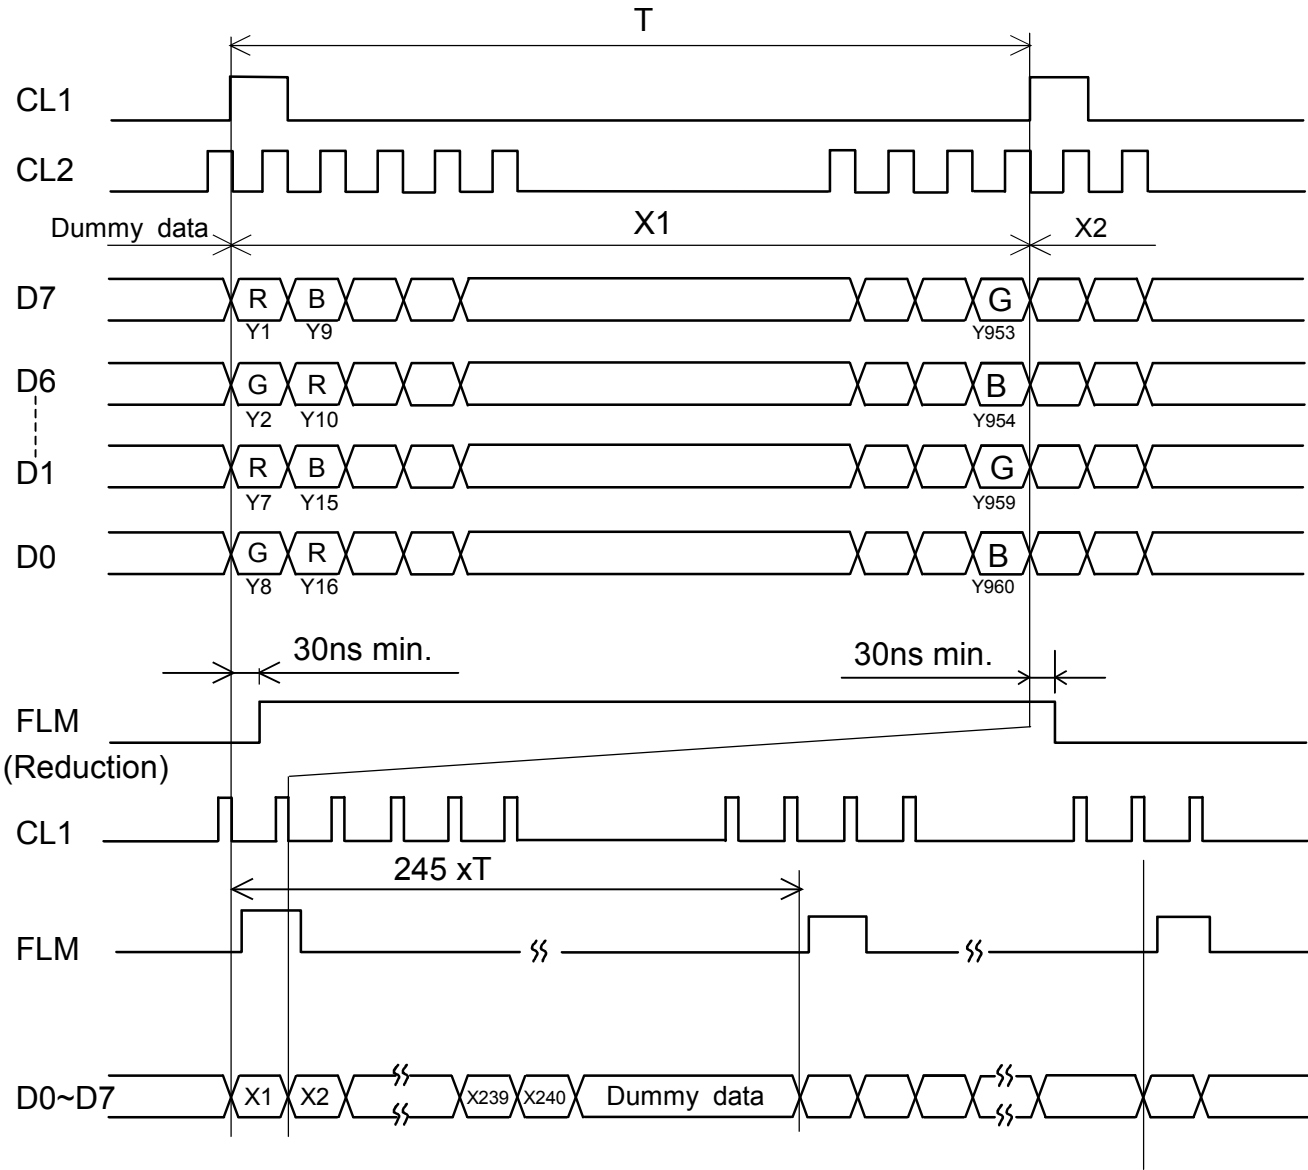 T
CL1
CL2
Dummy data X1 X2
D7 R B G
Y1 Y9 Y953
D6 G R B
Y2 Y10 Y954
D1 R B G
Y7 Y15 Y959
D0 G R B
Y8 Y16 Y960
30ns min. 30ns min.
FLM
(Reduction)
CL1
245 xT
FLM
D0~D7 X1 X2 X239 X240 Dummy data